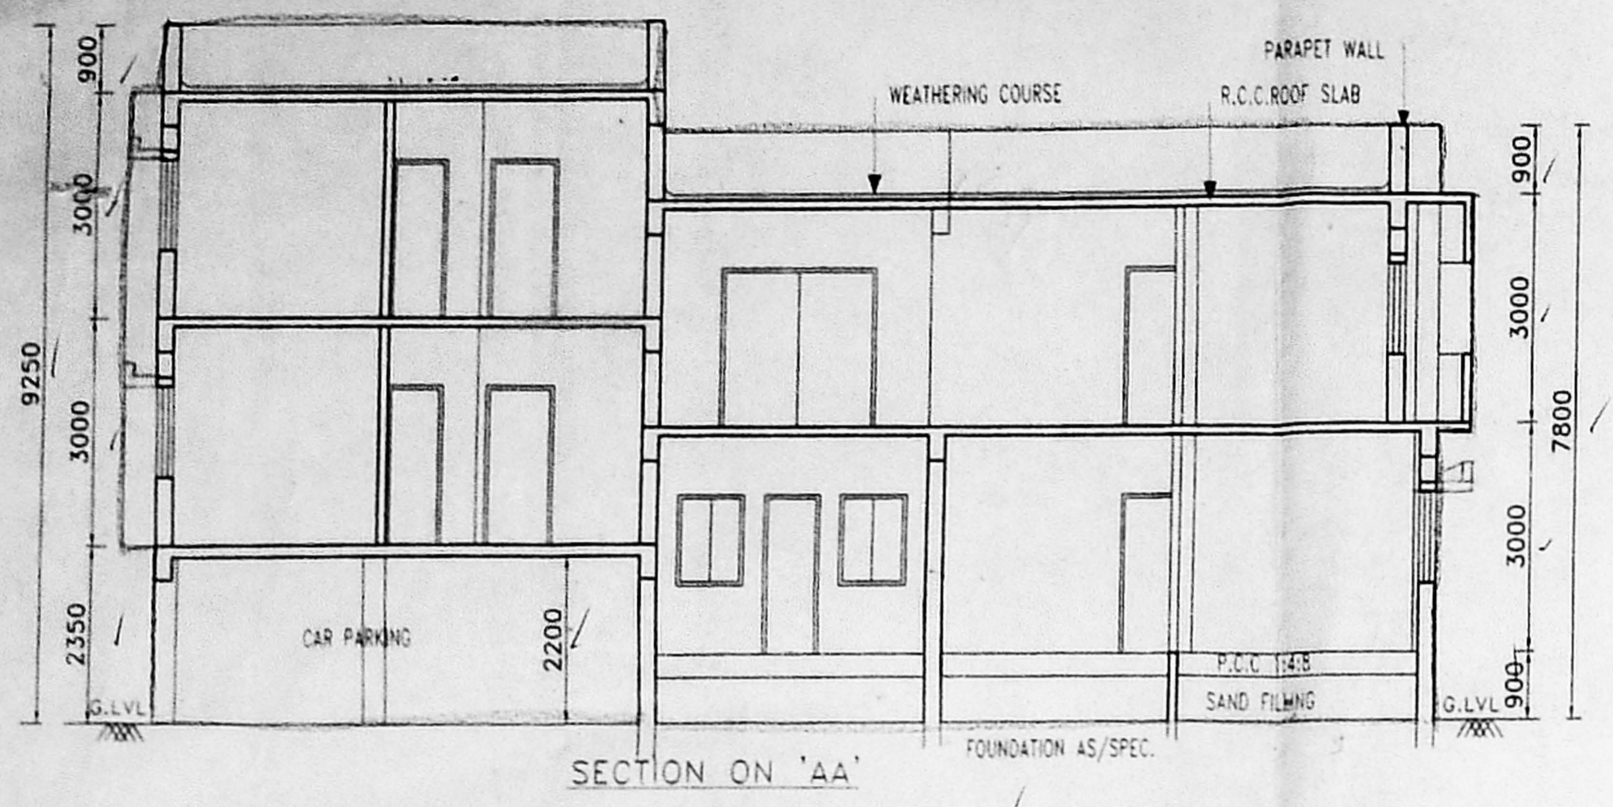 PARAPET WALL
WEATHERING COURSE
R.C.C.ROOF SLAB
900
900
3000
3000
9250
3000
7800
3000
2350
CAR PARKING
2200
P.C.C 1:4:8
900
SAND FILLING
G.LVL
G.LVL
FOUNDATION AS/SPEC.
SECTION ON 'AA'